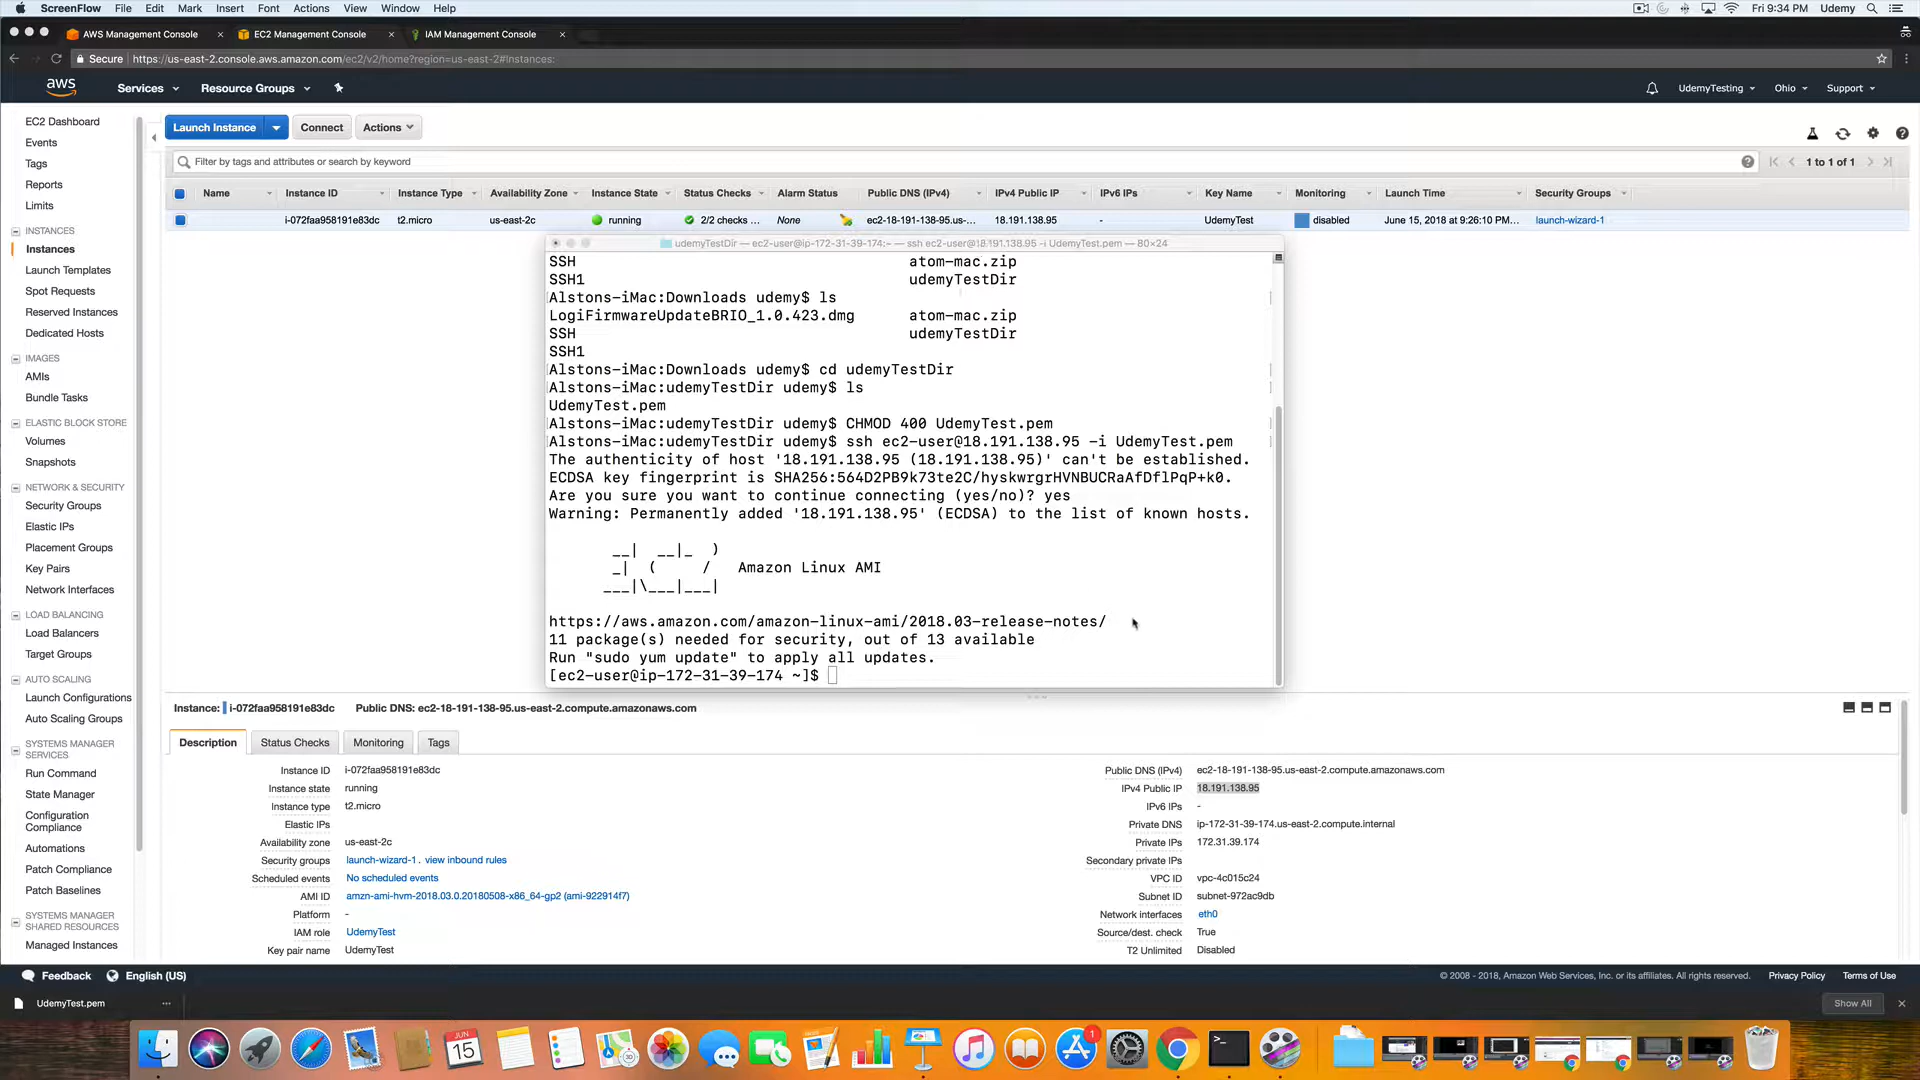 ScreenFlow File Edit Mark Insert Font Actions View Window Help Fri 9:34 PM Udemy
AWS Management Console EC2 Management Console IAM Management Console
Secure https://us-east-2.console.aws.amazon.com/ec2/v2/home?region=us-east-2#Instances:
aws Services Resource Groups UdemyTesting Ohio Support
EC2 Dashboard
Events
Tags
Reports
Limits
INSTANCES
Instances
Launch Templates
Spot Requests
Reserved Instances
Dedicated Hosts
IMAGES
AMIs
Bundle Tasks
ELASTIC BLOCK STORE
Volumes
Snapshots
NETWORK & SECURITY
Security Groups
Elastic IPs
Placement Groups
Key Pairs
Network Interfaces
LOAD BALANCING
Load Balancers
Target Groups
AUTO SCALING
Launch Configurations
Auto Scaling Groups
SYSTEMS MANAGER
SERVICES
Run Command
State Manager
Configuration
Compliance
Automations
Patch Compliance
Patch Baselines
SYSTEMS MANAGER
SHARED RESOURCES
Managed Instances
Launch Instance Connect Actions
Filter by tags and attributes or search by keyword 1 to 1 of 1
Name Instance ID Instance Type Availability Zone Instance State Status Checks Alarm Status Public DNS (IPv4) IPv4 Public IP IPv6 IPs Key Name Monitoring Launch Time Security Groups
i-072faa958191e83dc t2.micro us-east-2c running 2/2 checks ... None ec2-18-191-138-95.us-... 18.191.138.95 - UdemyTest disabled June 15, 2018 at 9:26:10 PM... launch-wizard-1
udemyTestDir — ec2-user@ip-172-31-39-174:~ — ssh ec2-user@18.191.138.95 -i UdemyTest.pem — 80×24
SSH atom-mac.zip
SSH1 udemyTestDir
[Alstons-iMac:Downloads udemy$ ls ]
LogiFirmwareUpdateBRIO_1.0.423.dmg atom-mac.zip
SSH udemyTestDir
SSH1
[Alstons-iMac:Downloads udemy$ cd udemyTestDir ]
[Alstons-iMac:udemyTestDir udemy$ ls ]
UdemyTest.pem
[Alstons-iMac:udemyTestDir udemy$ CHMOD 400 UdemyTest.pem ]
[Alstons-iMac:udemyTestDir udemy$ ssh ec2-user@18.191.138.95 -i UdemyTest.pem ]
The authenticity of host '18.191.138.95 (18.191.138.95)' can't be established.
ECDSA key fingerprint is SHA256:564D2PB9k73te2C/hyskwrgrHVNBUCRaAfDflPqP+k0.
Are you sure you want to continue connecting (yes/no)? yes
Warning: Permanently added '18.191.138.95' (ECDSA) to the list of known hosts.
__|  __|_  )
_|  (     /   Amazon Linux AMI
___|\___|___|
https://aws.amazon.com/amazon-linux-ami/2018.03-release-notes/
11 package(s) needed for security, out of 13 available
Run "sudo yum update" to apply all updates.
[ec2-user@ip-172-31-39-174 ~]$
Instance: i-072faa958191e83dc Public DNS: ec2-18-191-138-95.us-east-2.compute.amazonaws.com
Description Status Checks Monitoring Tags
Instance ID i-072faa958191e83dc Public DNS (IPv4) ec2-18-191-138-95.us-east-2.compute.amazonaws.com
Instance state running IPv4 Public IP 18.191.138.95
Instance type t2.micro IPv6 IPs -
Elastic IPs Private DNS ip-172-31-39-174.us-east-2.compute.internal
Availability zone us-east-2c Private IPs 172.31.39.174
Security groups launch-wizard-1. view inbound rules Secondary private IPs
Scheduled events No scheduled events VPC ID vpc-4c015c24
AMI ID amzn-ami-hvm-2018.03.0.20180508-x86_64-gp2 (ami-922914f7) Subnet ID subnet-972ac9db
Platform - Network interfaces eth0
IAM role UdemyTest Source/dest. check True
Key pair name UdemyTest T2 Unlimited Disabled
Feedback English (US) © 2008 - 2018, Amazon Web Services, Inc. or its affiliates. All rights reserved. Privacy Policy Terms of Use
UdemyTest.pem Show All
JUN
15
3D
1